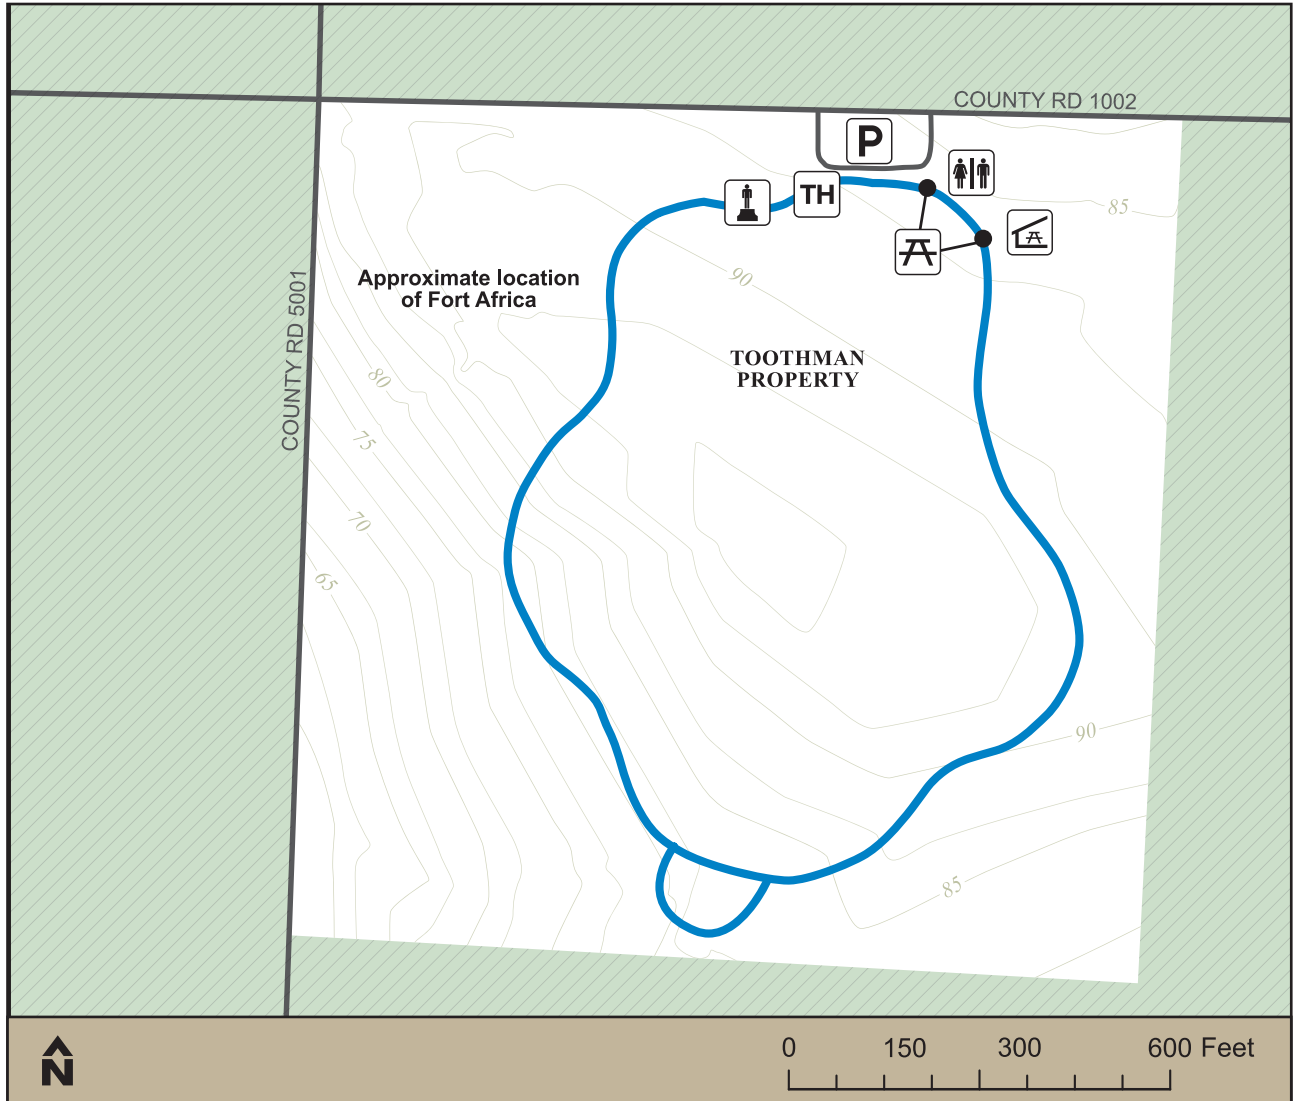 COUNTY RD 1002
P
TH
85
90
Approximate location
of Fort Africa
COUNTY RD 5001
TOOTHMAN
PROPERTY
80
75
70
65
90
85
N
0 150 300 600 Feet